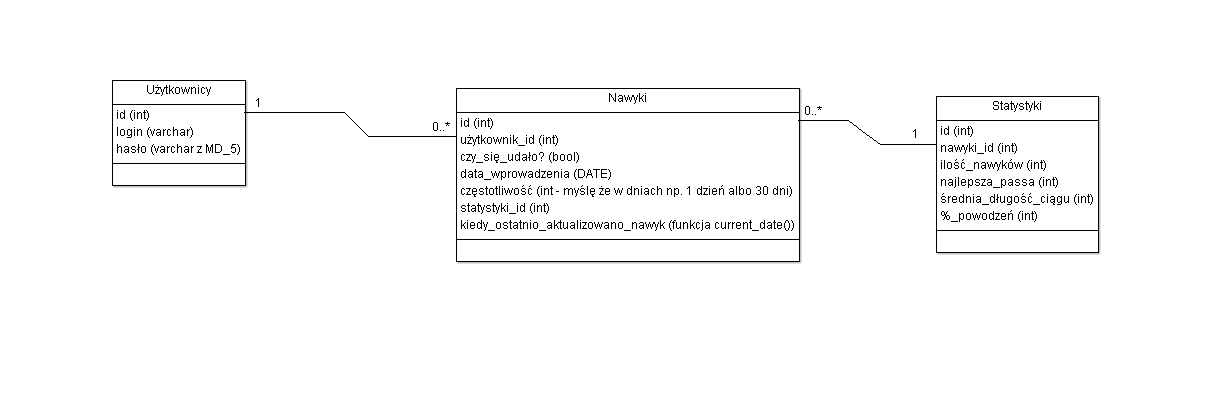 Użytkownicy
id (int)
login (varchar)
hasło (varchar z MD_5)
1
0..*
Nawyki
id (int)
użytkownik_id (int)
czy_się_udało? (bool)
data_wprowadzenia (DATE)
częstotliwość (int - myślę że w dniach np. 1 dzień albo 30 dni)
statystyki_id (int)
kiedy_ostatnio_aktualizowano_nawyk (funkcja current_date())
0..*
1
Statystyki
id (int)
nawyki_id (int)
ilość_nawyków (int)
najlepsza_passa (int)
średnia_długość_ciągu (int)
%_powodzeń (int)